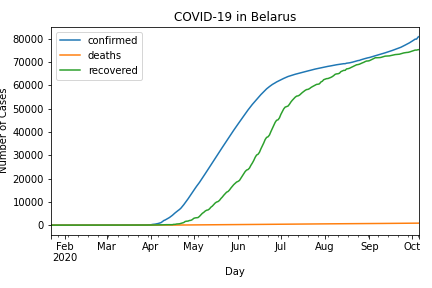 COVID-19 in Belarus
confirmed
deaths
recovered
80000
70000
60000
50000
40000
30000
20000
10000
0
Number of Cases
Feb Mar Apr May Jun Jul Aug Sep Oct
2020
Day